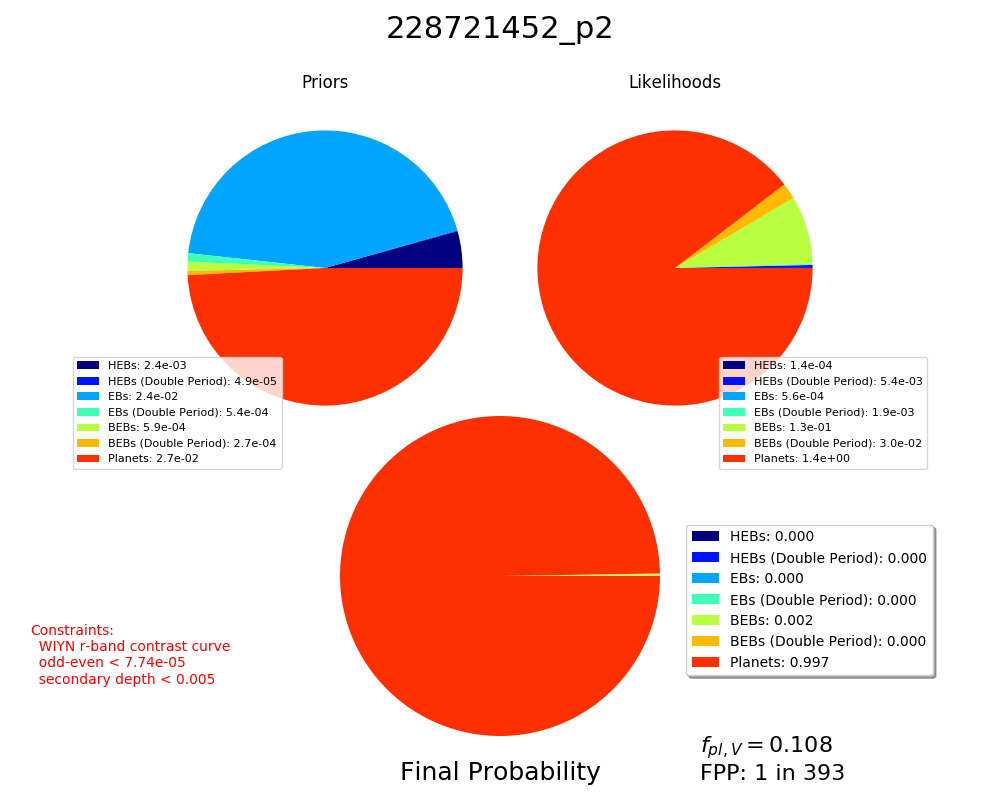 228721452_p2
Priors
Likelihoods
HEBs: 2.4e-03
HEBs (Double Period): 4.9e-05
EBs: 2.4e-02
EBs (Double Period): 5.4e-04
BEBs: 5.9e-04
BEBs (Double Period): 2.7e-04
Planets: 2.7e-02
HEBs: 1.4e-04
HEBs (Double Period): 5.4e-03
EBs: 5.6e-04
EBs (Double Period): 1.9e-03
BEBs: 1.3e-01
BEBs (Double Period): 3.0e-02
Planets: 1.4e+00
HEBs: 0.000
HEBs (Double Period): 0.000
EBs: 0.000
EBs (Double Period): 0.000
BEBs: 0.002
BEBs (Double Period): 0.000
Planets: 0.997
Constraints:
WIYN r-band contrast curve
odd-even < 7.74e-05
secondary depth < 0.005
Final Probability
f_{pl,V} = 0.108
FPP: 1 in 393